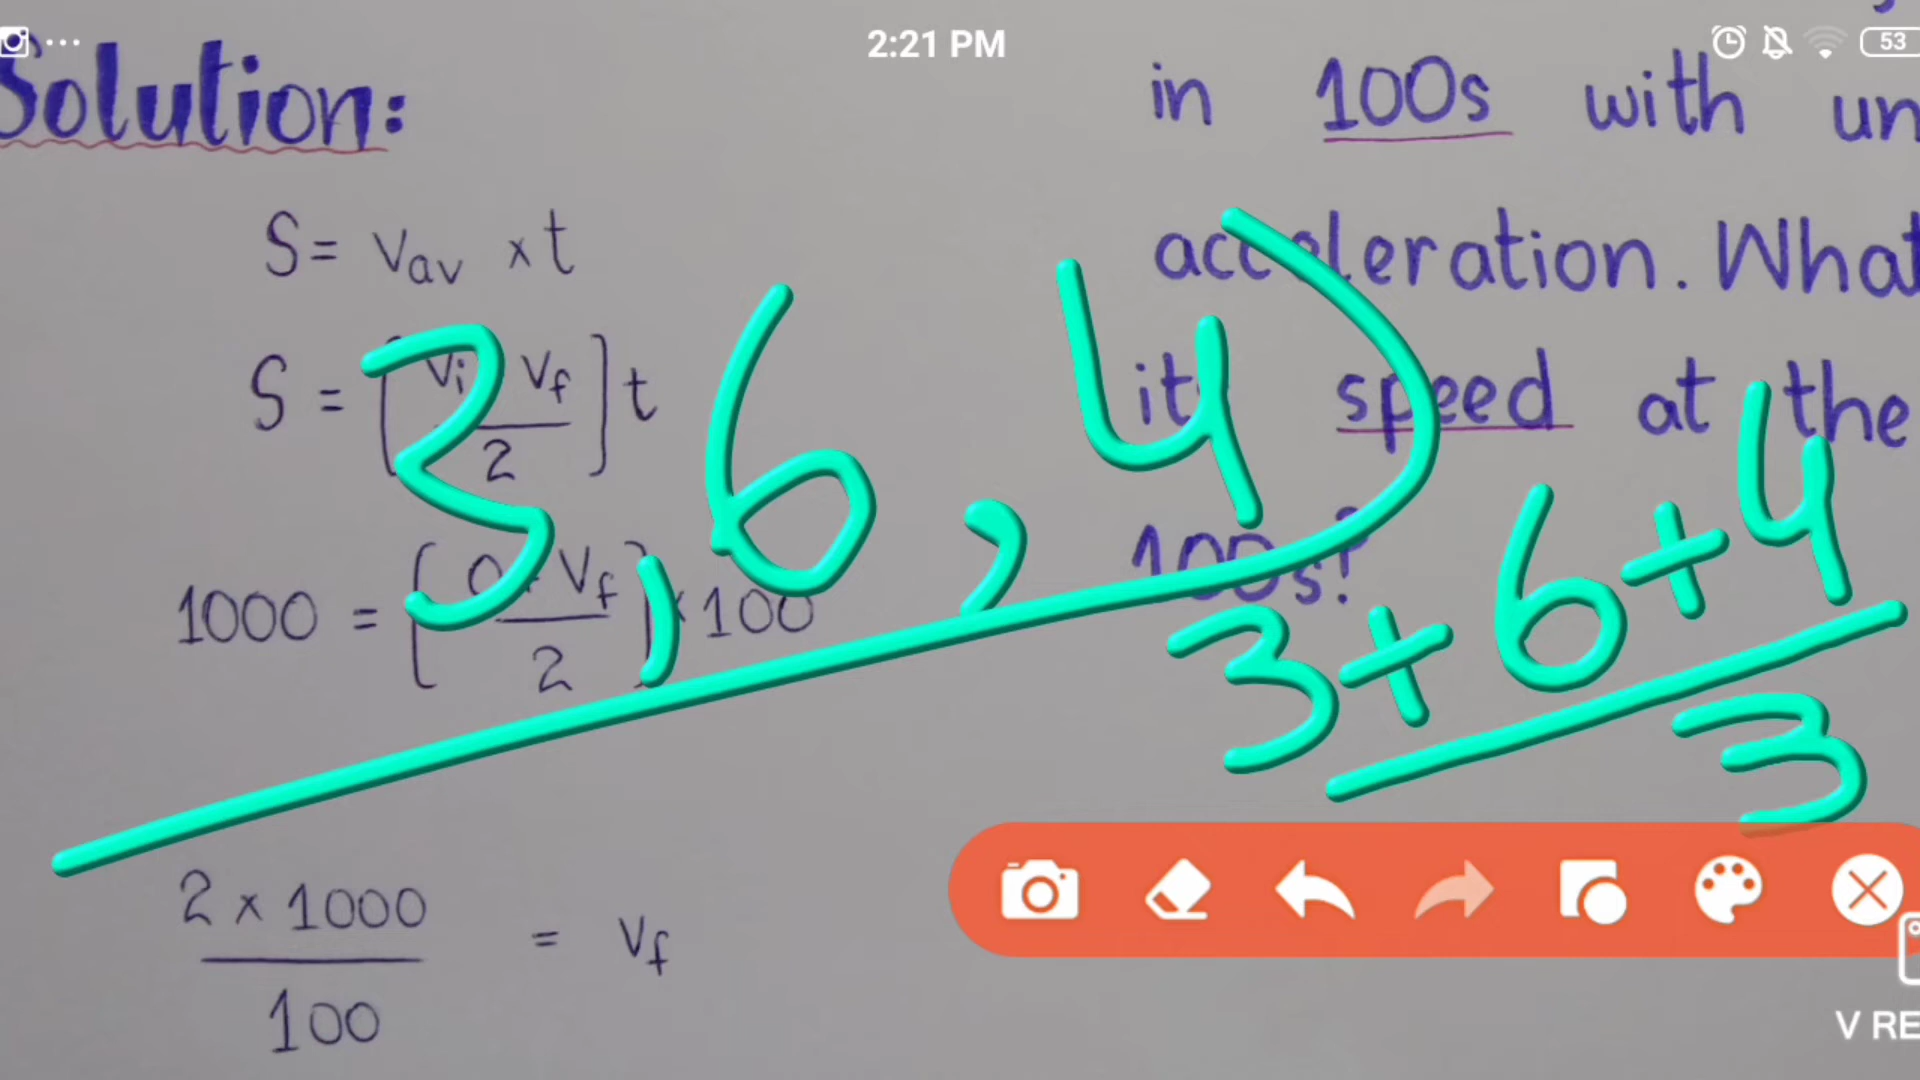 2:21 PM
53
Solution:
S = Vav × t
S = [Vi Vf / 2] t
1000 = [0 + Vf / 2] × 100
2 × 1000 / 100 = Vf
in 100s with un
acceleration. What
its speed at the
100s?
3, 6, 4
3+6+4
3
V RE